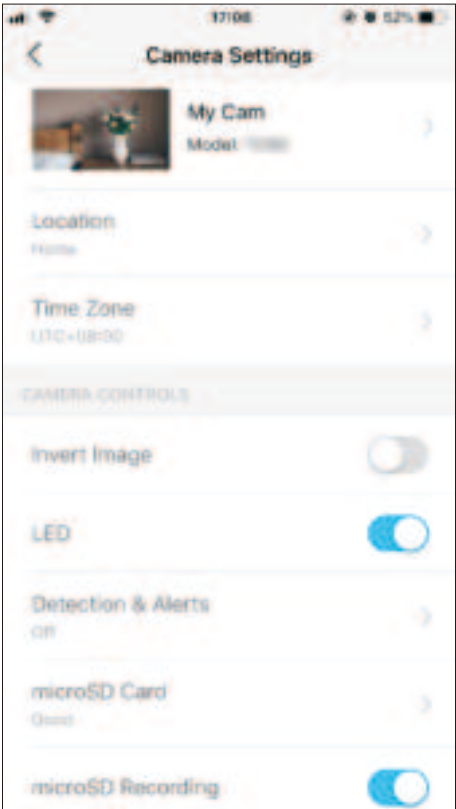 17:08
52%
Camera Settings
My Cam
Model:
Location
Home
Time Zone
UTC+08:00
CAMERA CONTROLS
Invert Image
LED
Detection & Alerts
Off
microSD Card
Good
microSD Recording